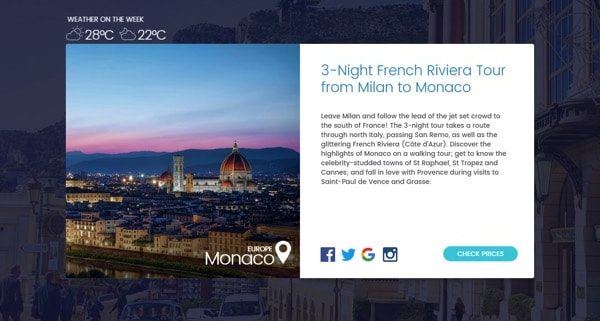 WEATHER ON THE WEEK
28ºC 22ºC
3-Night French Riviera Tour
from Milan to Monaco
Leave Milan and follow the lead of the jet set crowd to
the south of France! The 3-night tour takes a route
through north Italy, passing San Remo, as well as the
glittering French Riviera (Côte d'Azur). Discover the
highlights of Monaco on a walking tour; get to know the
celebrity-studded towns of St Raphael, St Tropez and
Cannes; and fall in love with Provence during visits to
Saint-Paul de Vence and Grasse.
EUROPE
Monaco
CHECK PRICES